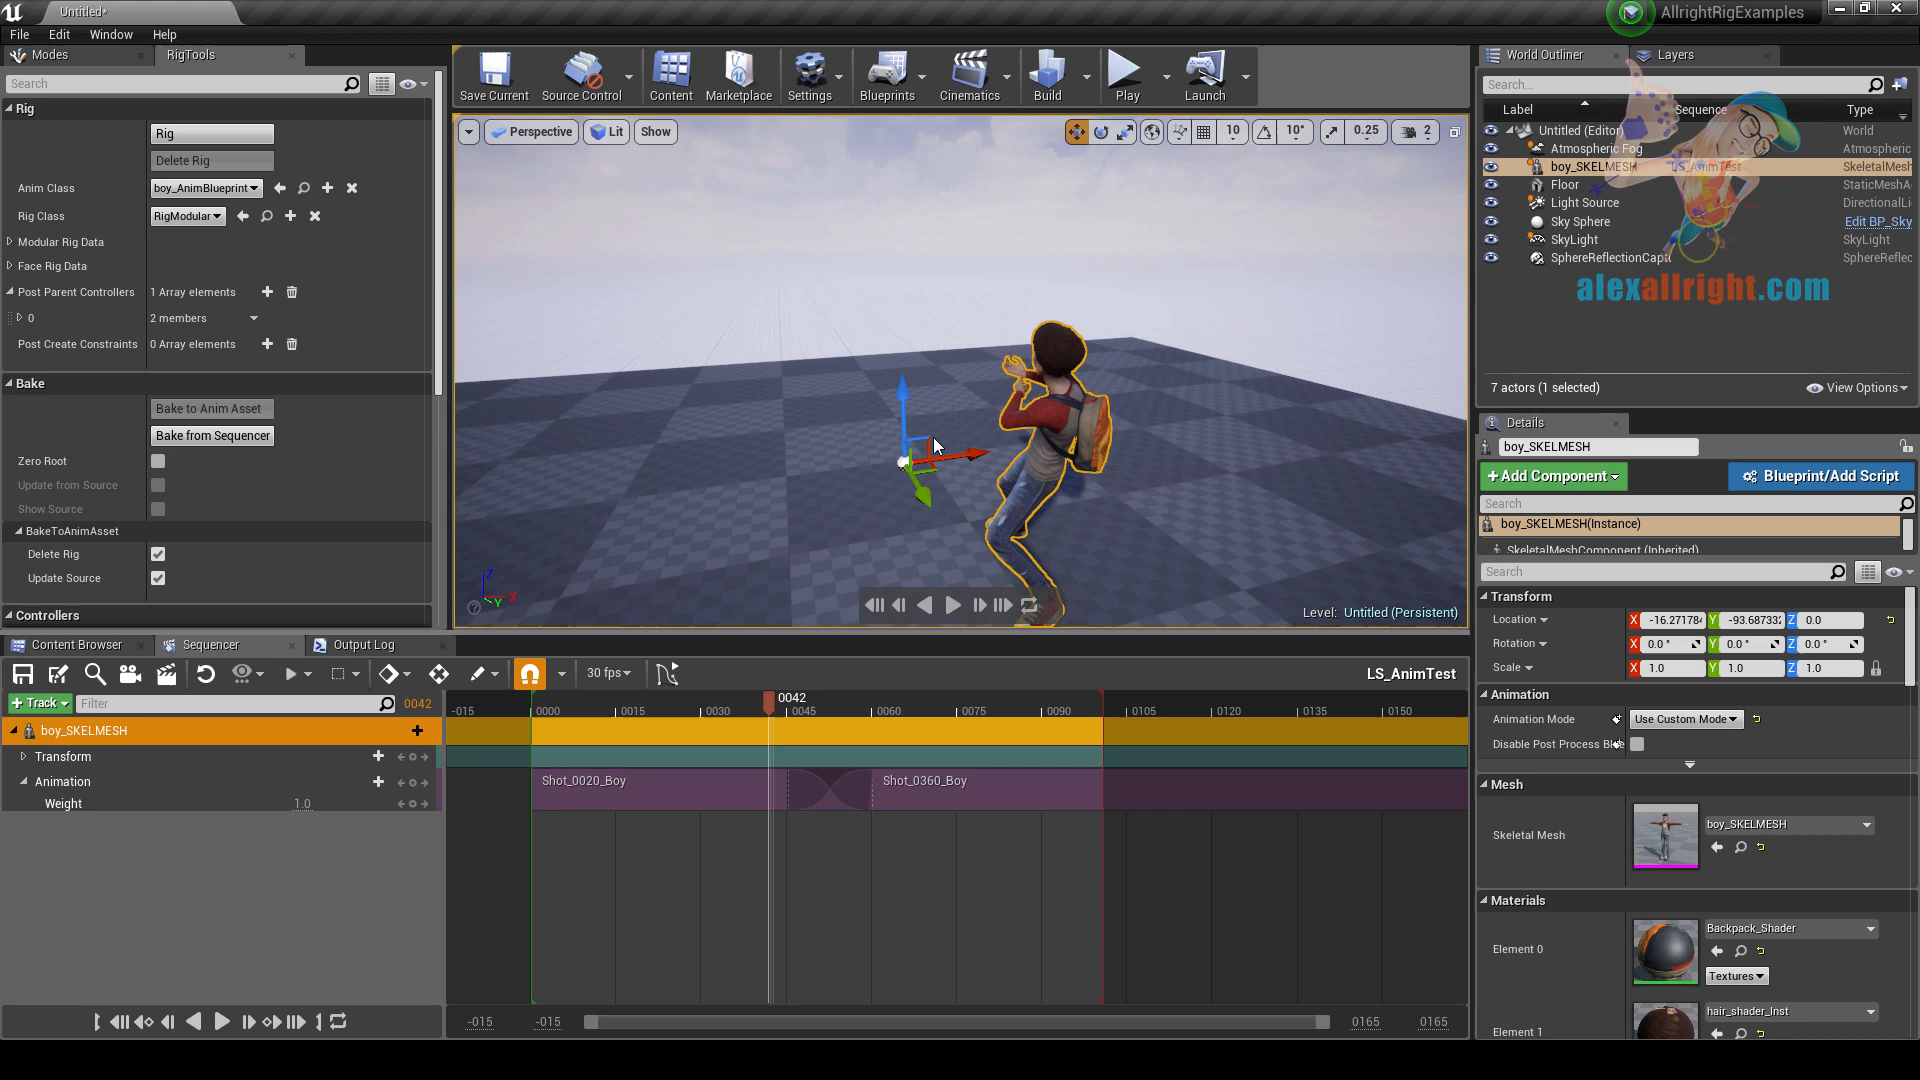 Untitled*
AllrightRigExamples
File Edit Window Help
Modes
RigTools
Search
Rig
Rig
Delete Rig
Anim Class boy_AnimBlueprint
Rig Class RigModular
Modular Rig Data
Face Rig Data
Post Parent Controllers 1 Array elements
0 2 members
Post Create Constraints 0 Array elements
Bake
Bake to Anim Asset
Bake from Sequencer
Zero Root
Update from Source
Show Source
BakeToAnimAsset
Delete Rig
Update Source
Controllers
Save Current Source Control Content Marketplace Settings Blueprints Cinematics Build Play Launch
Perspective Lit Show
10 10° 0.25 2
Z
X
Y
Level: Untitled (Persistent)
World Outliner Layers
Search...
Label Sequence Type
Untitled (Editor) World
Atmospheric Fog Atmospheric
boy_SKELMESH LS_AnimTest SkeletalMesh
Floor StaticMeshA
Light Source DirectionalLi
Sky Sphere Edit BP_Sky
SkyLight SkyLight
SphereReflectionCapt SphereReflec
alexallright.com
7 actors (1 selected) View Options
Details
boy_SKELMESH
+Add Component Blueprint/Add Script
Search
boy_SKELMESH(Instance)
SkeletalMeshComponent (Inherited)
Search
Transform
Location X -16.271784 Y -93.687332 Z 0.0
Rotation X 0.0 ° Y 0.0 ° Z 0.0 °
Scale X 1.0 Y 1.0 Z 1.0
Animation
Animation Mode Use Custom Mode
Disable Post Process Blue
Mesh
Skeletal Mesh boy_SKELMESH
Materials
Element 0 Backpack_Shader
Textures
Element 1 hair_shader_Inst
Content Browser Sequencer Output Log
30 fps LS_AnimTest
+ Track Filter 0042
0042
-015 0000 0015 0030 0045 0060 0075 0090 0105 0120 0135 0150
boy_SKELMESH
Transform
Animation
Weight 1.0
Shot_0020_Boy Shot_0360_Boy
-015 -015 0165 0165